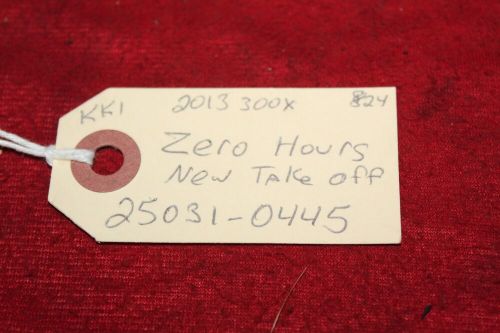 KK1 2013 300X 824
Zero Hours
New Take off
25031-0445